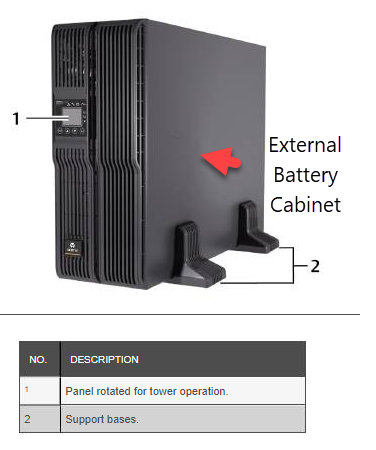 1
External
Battery
Cabinet
2
NO. DESCRIPTION
1 Panel rotated for tower operation.
2 Support bases.